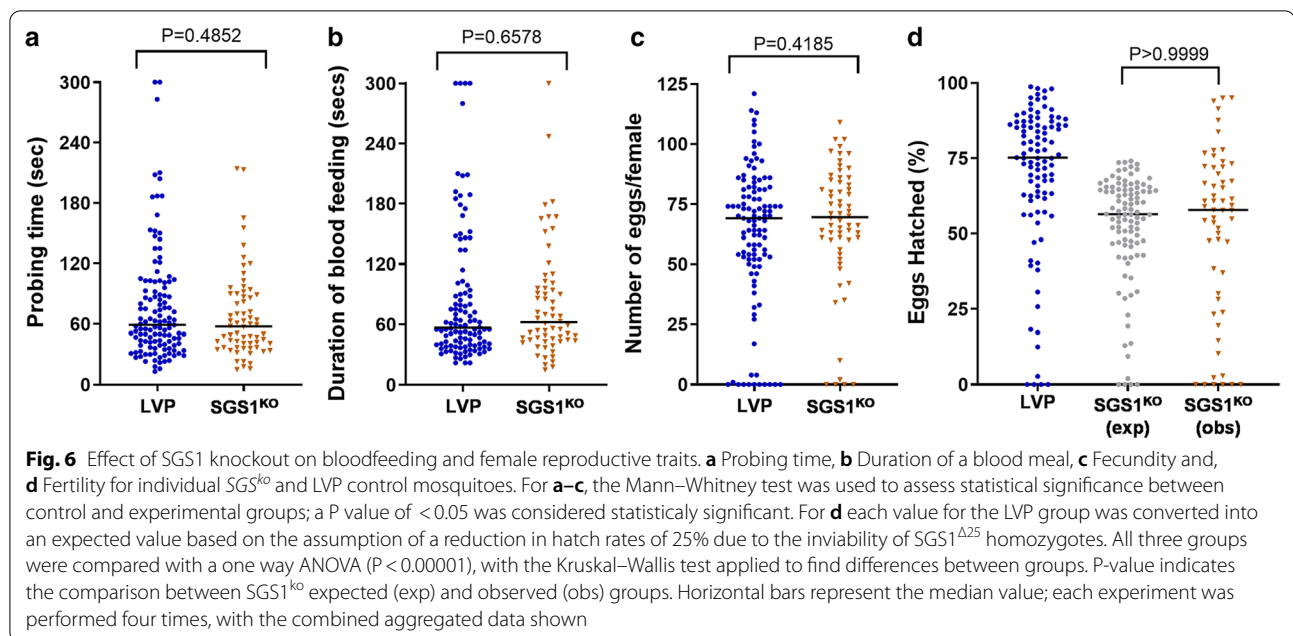 a
P=0.4852
Probing time (sec)
300
240
180
120
60
0
LVP
SGS1ᴷᴼ
b
P=0.6578
Duration of blood feeding (secs)
300
240
180
120
60
0
LVP
SGS1ᴷᴼ
c
P=0.4185
Number of eggs/female
125
100
75
50
25
0
LVP
SGS1ᴷᴼ
d
P>0.9999
Eggs Hatched (%)
100
75
50
25
0
LVP
SGS1ᴷᴼ
(exp)
SGS1ᴷᴼ
(obs)
Fig. 6 Effect of SGS1 knockout on bloodfeeding and female reproductive traits. a Probing time, b Duration of a blood meal, c Fecundity and,
d Fertility for individual SGSᵏᵒ and LVP control mosquitoes. For a–c, the Mann–Whitney test was used to assess statistical significance between
control and experimental groups; a P value of <0.05 was considered statisticaly significant. For d each value for the LVP group was converted into
an expected value based on the assumption of a reduction in hatch rates of 25% due to the inviability of SGS1^Δ25 homozygotes. All three groups
were compared with a one way ANOVA (P < 0.00001), with the Kruskal–Wallis test applied to find differences between groups. P-value indicates
the comparison between SGS1ᵏᵒ expected (exp) and observed (obs) groups. Horizontal bars represent the median value; each experiment was
performed four times, with the combined aggregated data shown